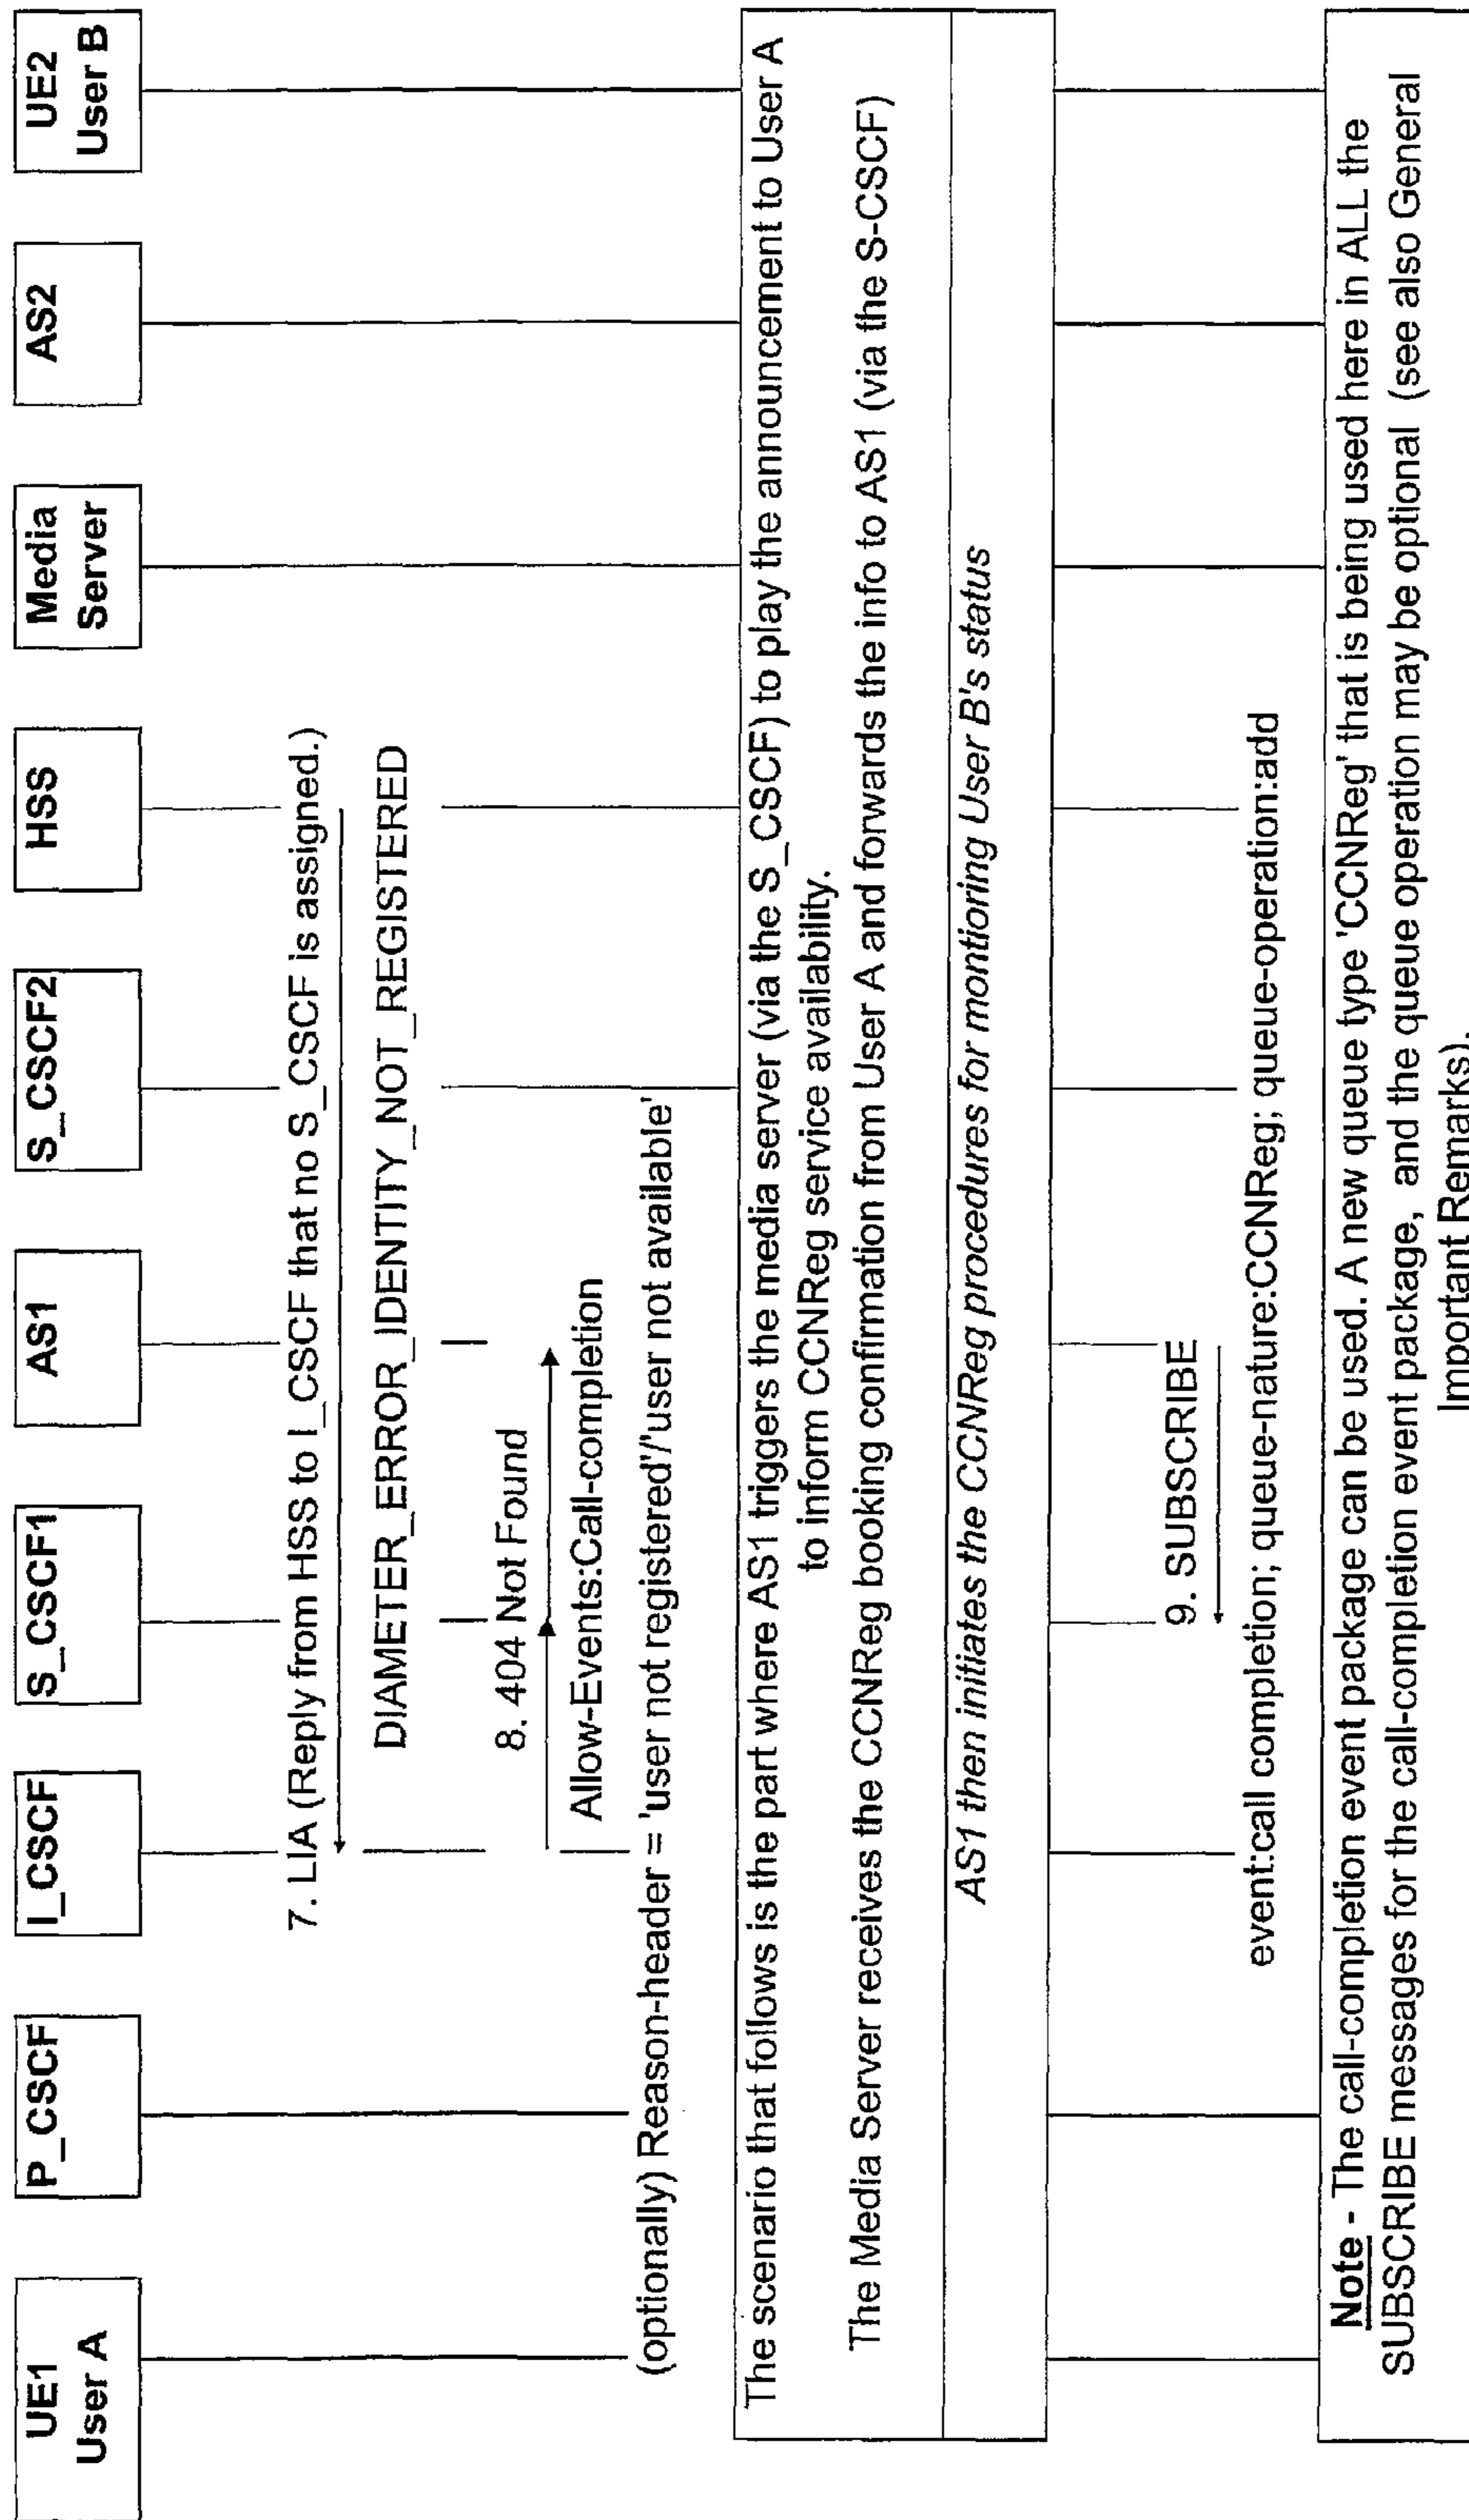 UE1
User A
P_CSCF
I_CSCF
S_CSCF1
AS1
S_CSCF2
HSS
Media
Server
AS2
UE2
User B
7. LIA (Reply from HSS to I_CSCF that no S_CSCF is assigned.)
DIAMETER_ERROR_IDENTITY_NOT_REGISTERED
8. 404 Not Found
Allow-Events:Call-completion
(optionally) Reason-header = 'user not registered'/'user not available'
The scenario that follows is the part where AS1 triggers the media server (via the S_CSCF) to play the announcement to User A
to inform CCNReg service availability.
The Media Server receives the CCNReg booking confirmation from User A and forwards the info to AS1 (via the S-CSCF)
AS1 then initiates the CCNReg procedures for montioring User B's status
9. SUBSCRIBE
event:call completion; queue-nature:CCNReg; queue-operation:add
Note - The call-completion event package can be used. A new queue type 'CCNReg' that is being used here in ALL the
SUBSCRIBE messages for the call-completion event package, and the queue operation may be optional (see also General
Important Remarks).